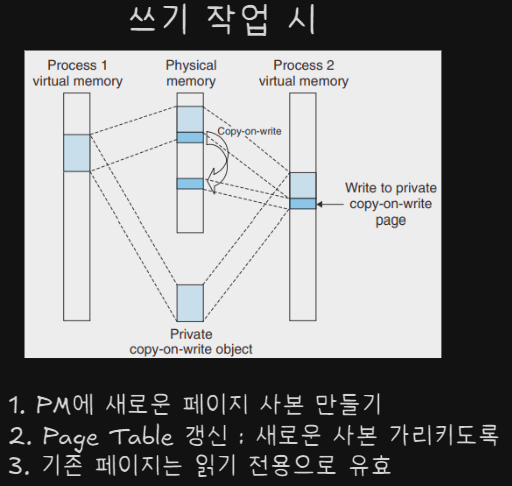 쓰기 작업 시
Process 1
virtual memory
Physical
memory
Process 2
virtual memory
Copy-on-write
Write to private
copy-on-write
page
Private
copy-on-write object
1. PM에 새로운 페이지 사본 만들기
2. Page Table 갱신 : 새로운 사본 가리키도록
3. 기존 페이지는 읽기 전용으로 유효